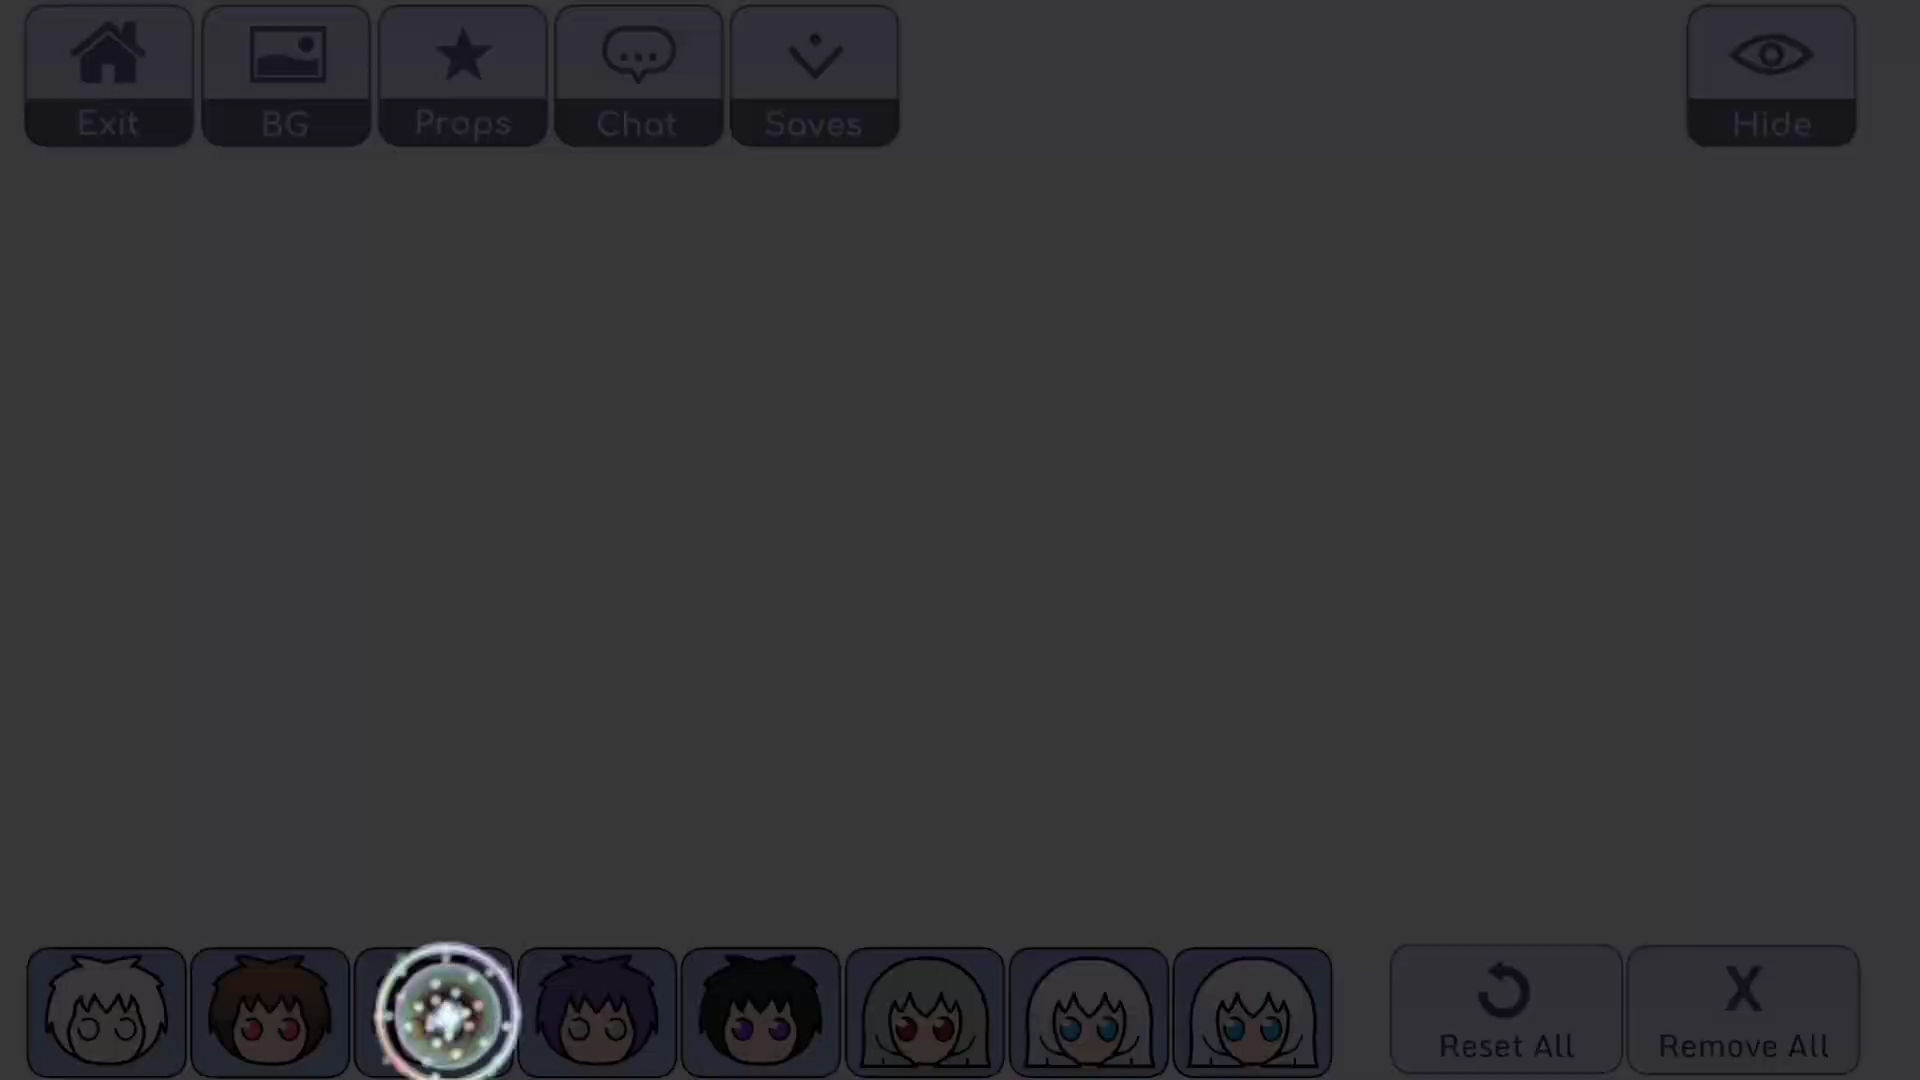 Exit
BG
Props
Chat
Saves
Hide
Reset All
Remove All